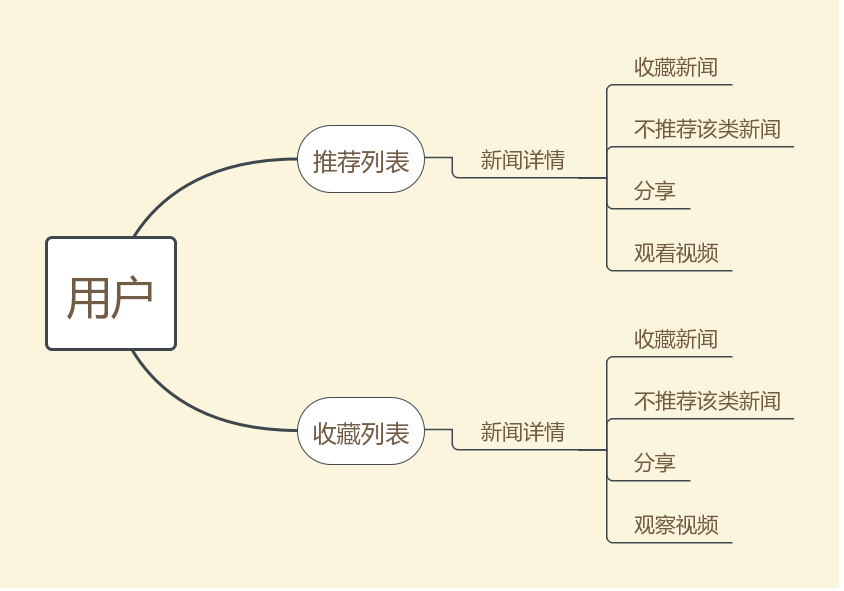 用户
推荐列表
新闻详情
收藏新闻
不推荐该类新闻
分享
观看视频
收藏列表
新闻详情
收藏新闻
不推荐该类新闻
分享
观察视频